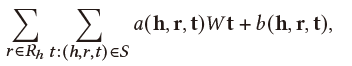 ∑_{r∈R_h} ∑_{t:(h,r,t)∈S} a(𝐡, 𝐫, 𝐭)W𝐭 + b(𝐡, 𝐫, 𝐭),